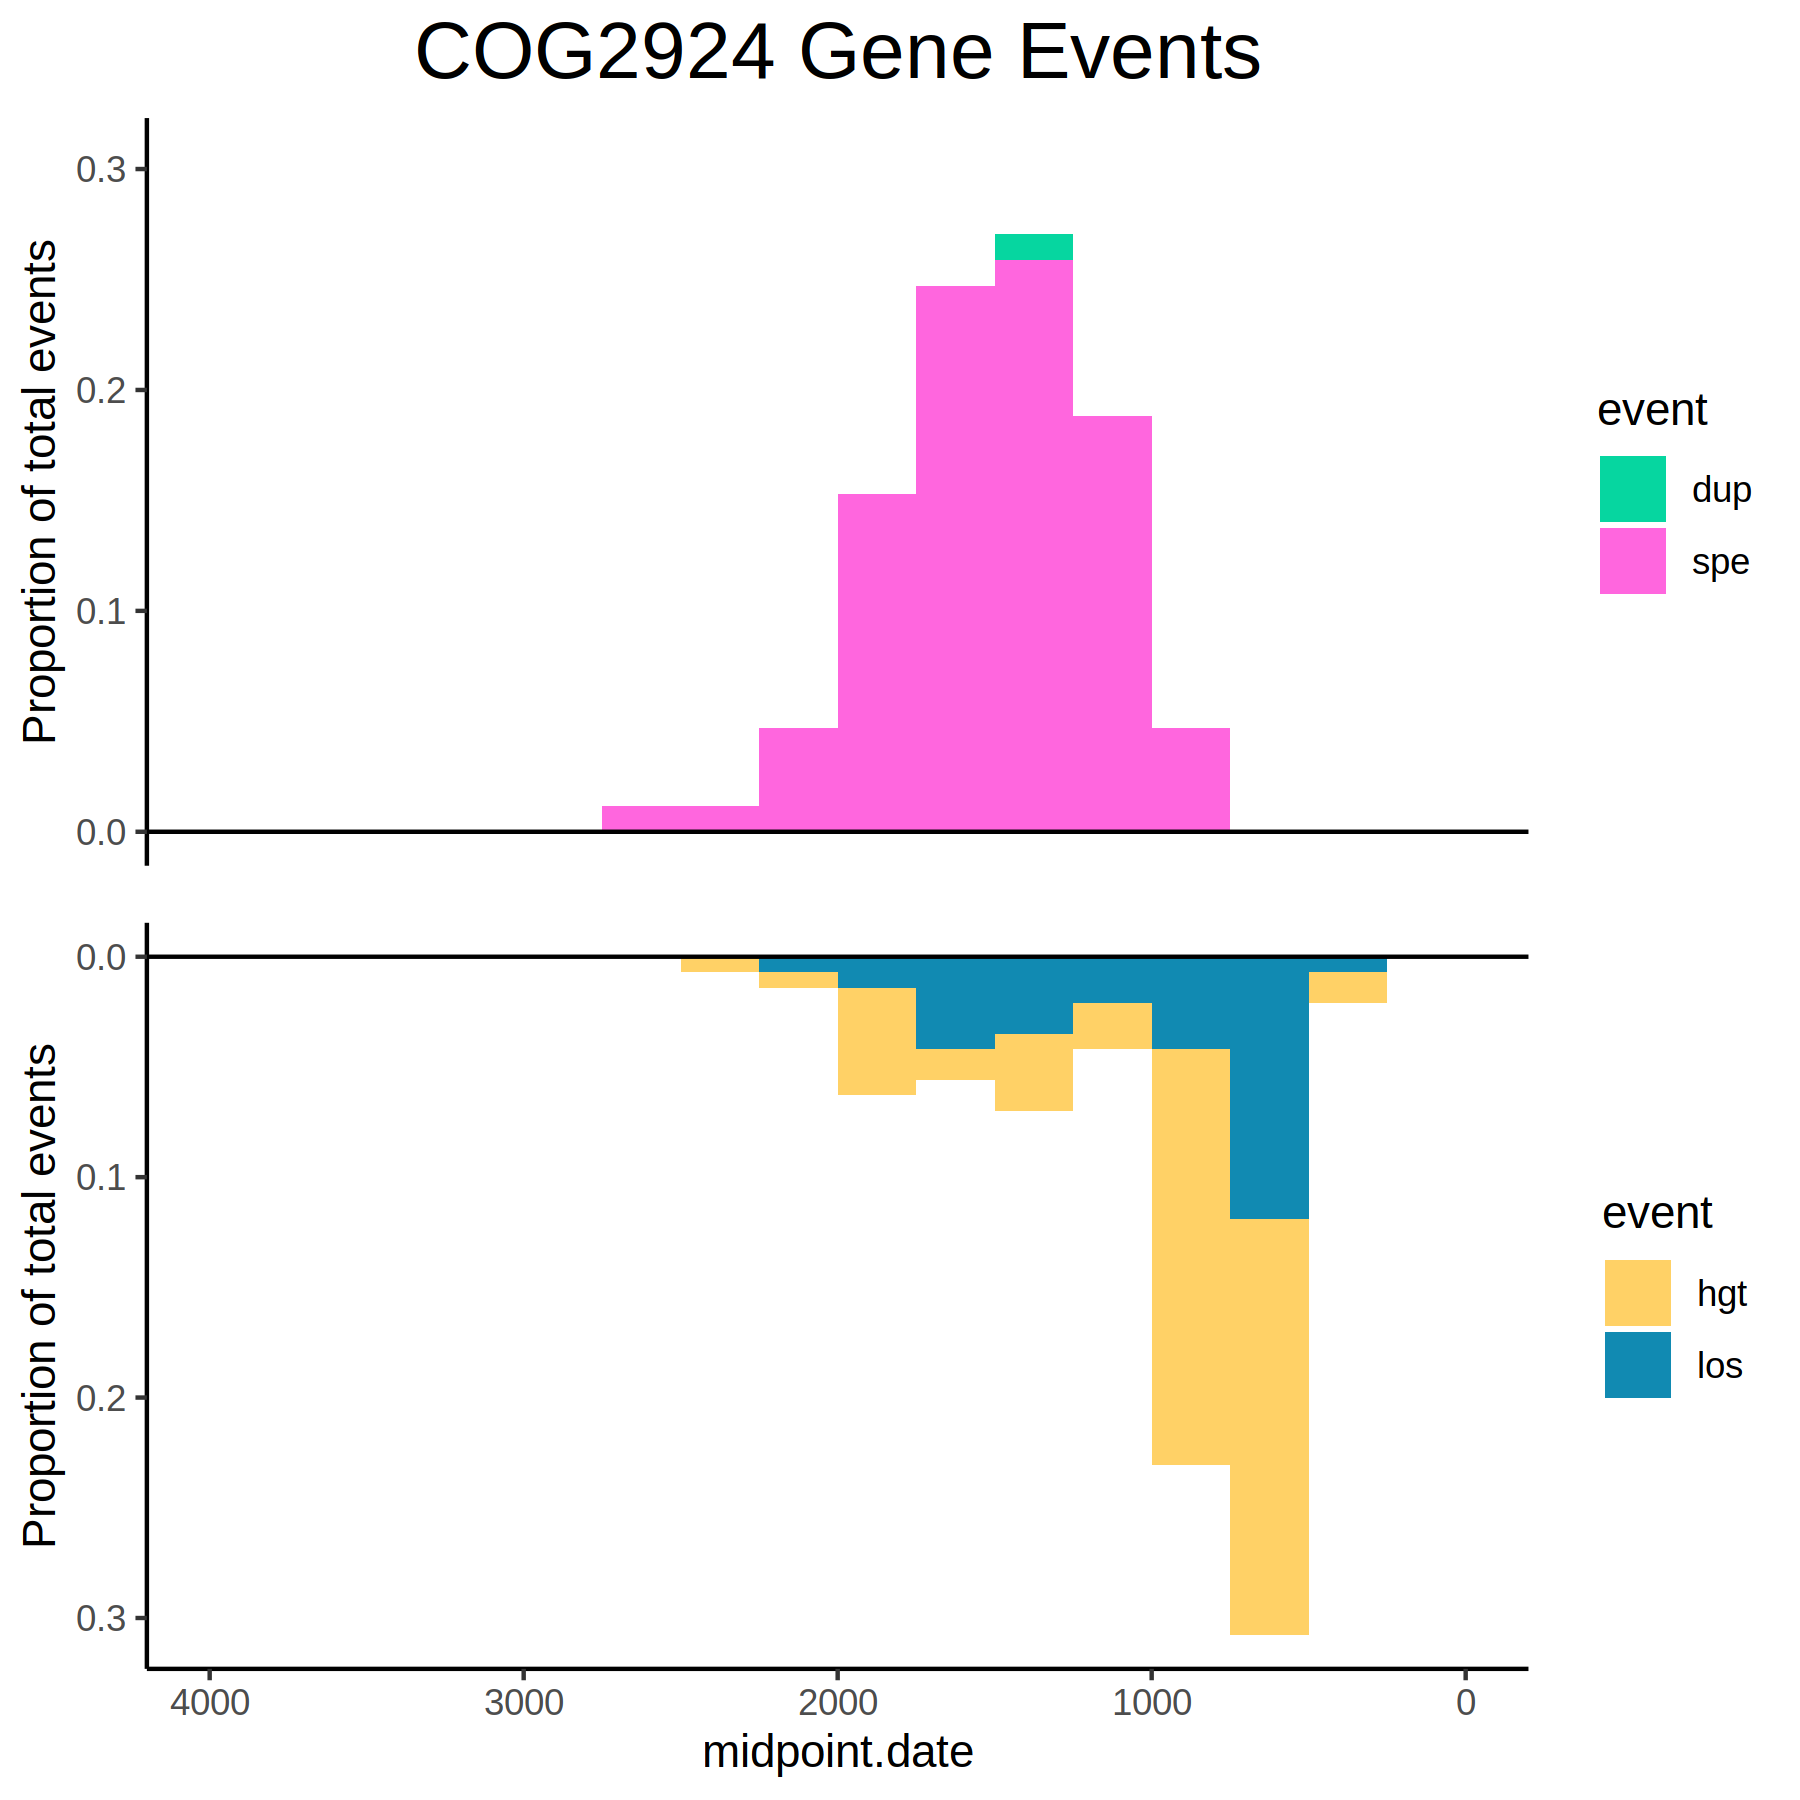 COG2924 Gene Events
Proportion of total events
0.3
0.2
0.1
0.0
event
dup
spe
Proportion of total events
0.0
0.1
0.2
0.3
event
hgt
los
4000 3000 2000 1000 0
midpoint.date